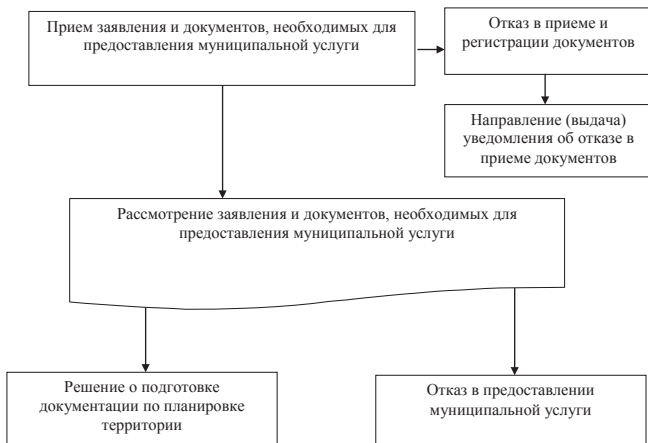 Прием заявления и документов, необходимых для
предоставления муниципальной услуги
Отказ в приеме и
регистрации документов
Направление (выдача)
уведомления об отказе в
приеме документов
Рассмотрение заявления и документов, необходимых для
предоставления муниципальной услуги
Решение о подготовке
документации по планировке
территории
Отказ в предоставлении
муниципальной услуги